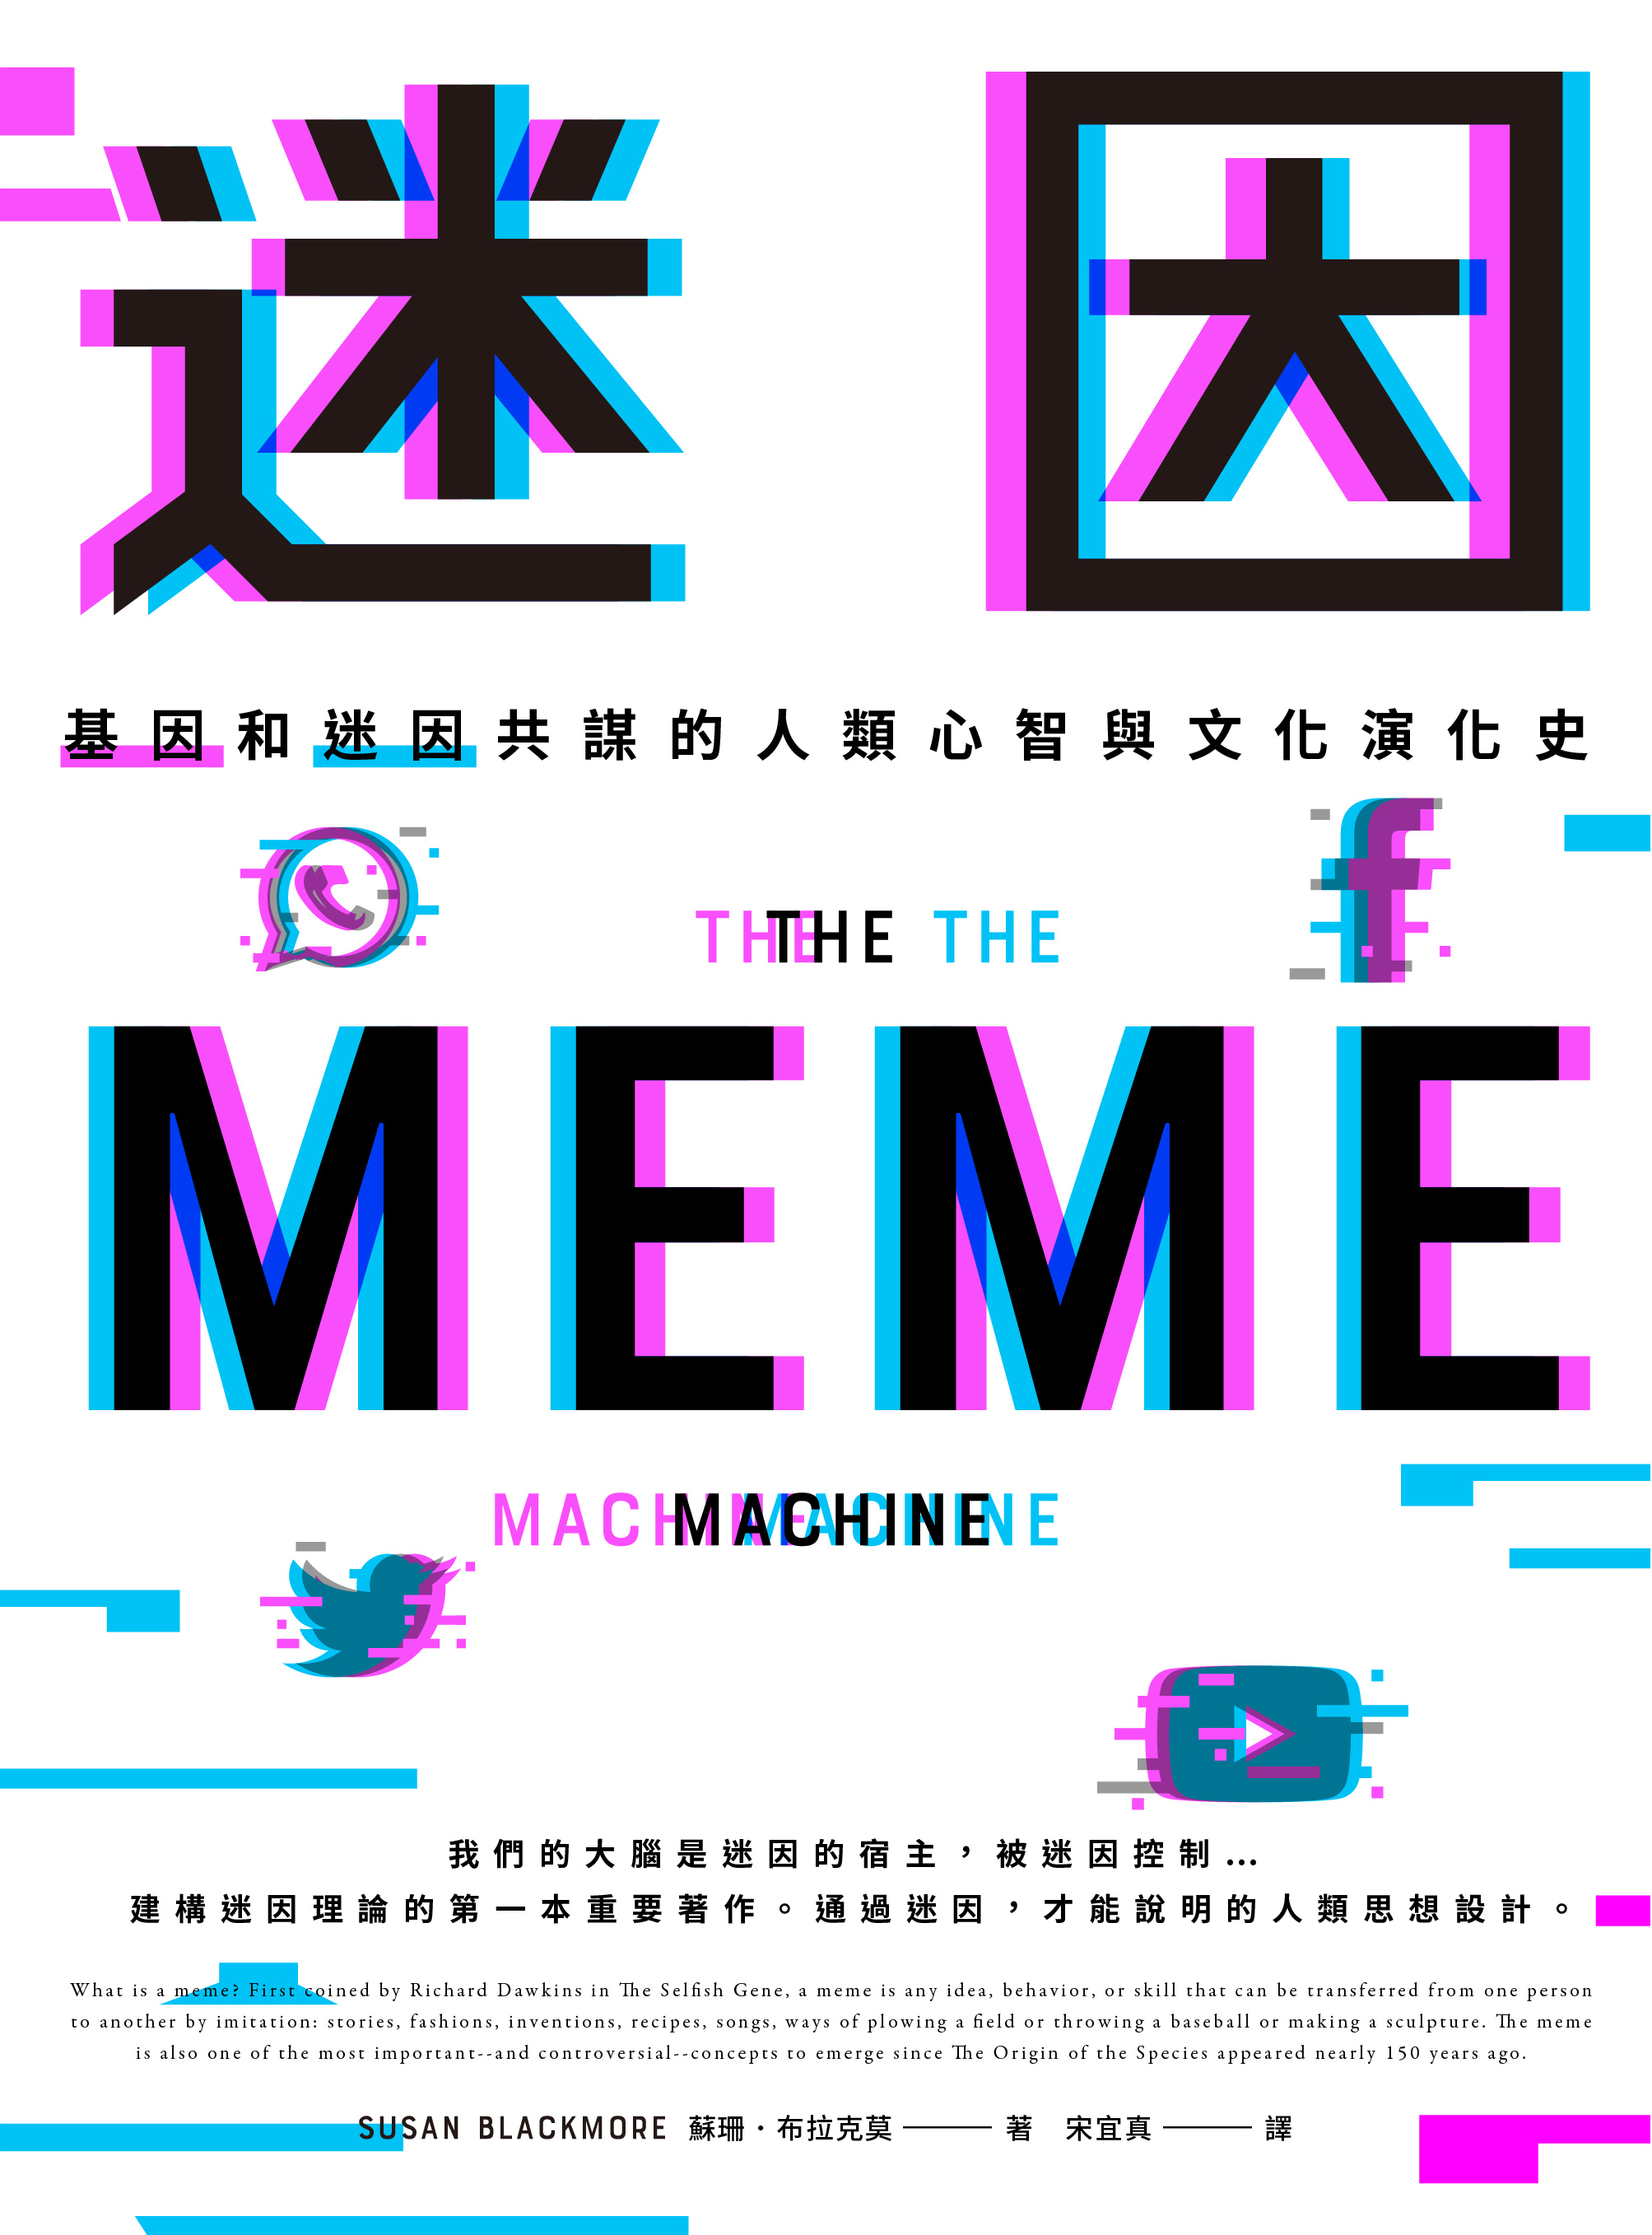 迷因
基因和迷因共謀的人類心智與文化演化史
THE THE THE
MEME
MACHINE MACHINE MACHINE
我們的大腦是迷因的宿主，被迷因控制...
建構迷因理論的第一本重要著作。通過迷因，才能說明的人類思想設計。
What is a meme? First coined by Richard Dawkins in The Selfish Gene, a meme is any idea, behavior, or skill that can be transferred from one person
to another by imitation: stories, fashions, inventions, recipes, songs, ways of plowing a field or throwing a baseball or making a sculpture. The meme
is also one of the most important--and controversial--concepts to emerge since The Origin of the Species appeared nearly 150 years ago.
SUSAN BLACKMORE 蘇珊·布拉克莫 —— 著 宋宜真 —— 譯